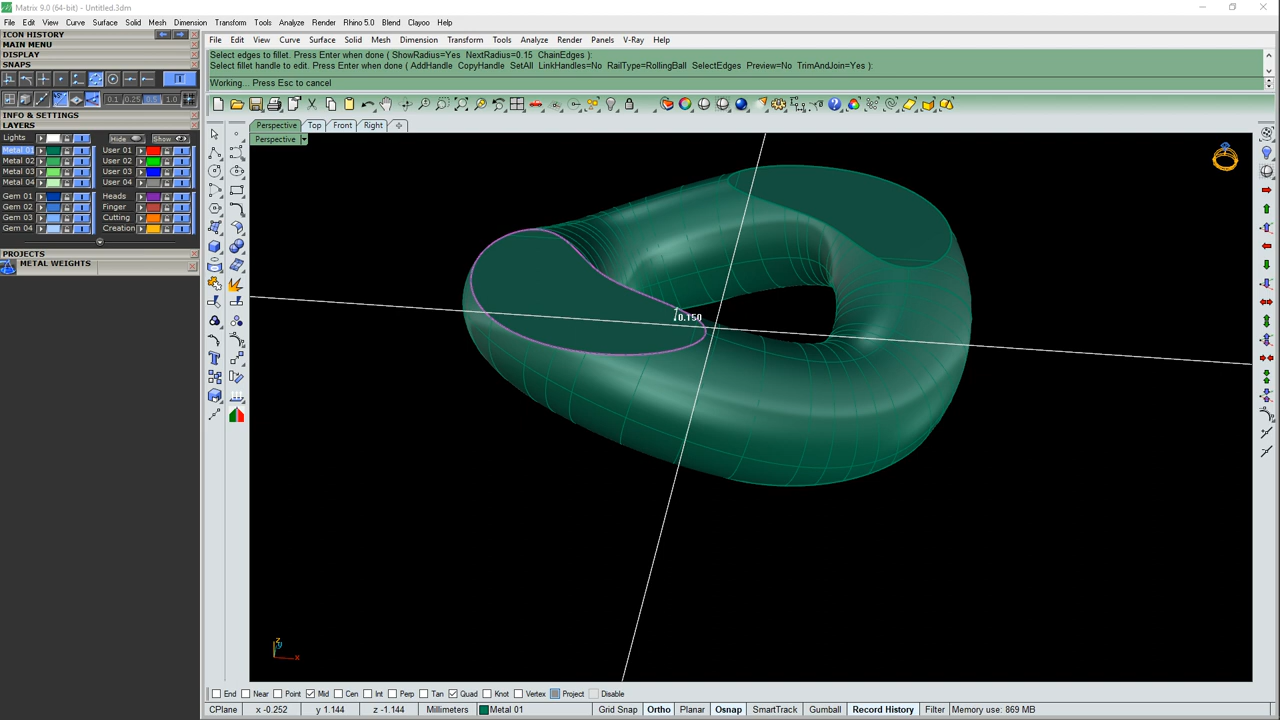 Matrix 9.0 (64-bit) - Untitled.3dm
File Edit View Curve Surface Solid Mesh Dimension Transform Tools Analyze Render Rhino 5.0 Blend Clayoo Help
ICON HISTORY
MAIN MENU
DISPLAY
SNAPS
0.1 0.25 0.5 1.0
INFO & SETTINGS
LAYERS
Lights Hide Show
Metal 01 User 01
Metal 02 User 02
Metal 03 User 03
Metal 04 User 04
Gem 01 Heads
Gem 02 Finger
Gem 03 Cutting
Gem 04 Creation
PROJECTS
METAL WEIGHTS
File Edit View Curve Surface Solid Mesh Dimension Transform Tools Analyze Render Panels V-Ray Help
Select edges to fillet. Press Enter when done ( ShowRadius=Yes NextRadius=0.15 ChainEdges ):
Select fillet handle to edit. Press Enter when done ( AddHandle CopyHandle SetAll LinkHandles=No RailType=RollingBall SelectEdges Preview=No TrimAndJoin=Yes ):
Working... Press Esc to cancel
Perspective Top Front Right
Perspective
0.150
z
y
x
End Near Point Mid Cen Int Perp Tan Quad Knot Vertex Project Disable
CPlane x -0.252 y 1.144 z -1.144 Millimeters Metal 01 Grid Snap Ortho Planar Osnap SmartTrack Gumball Record History Filter Memory use: 869 MB